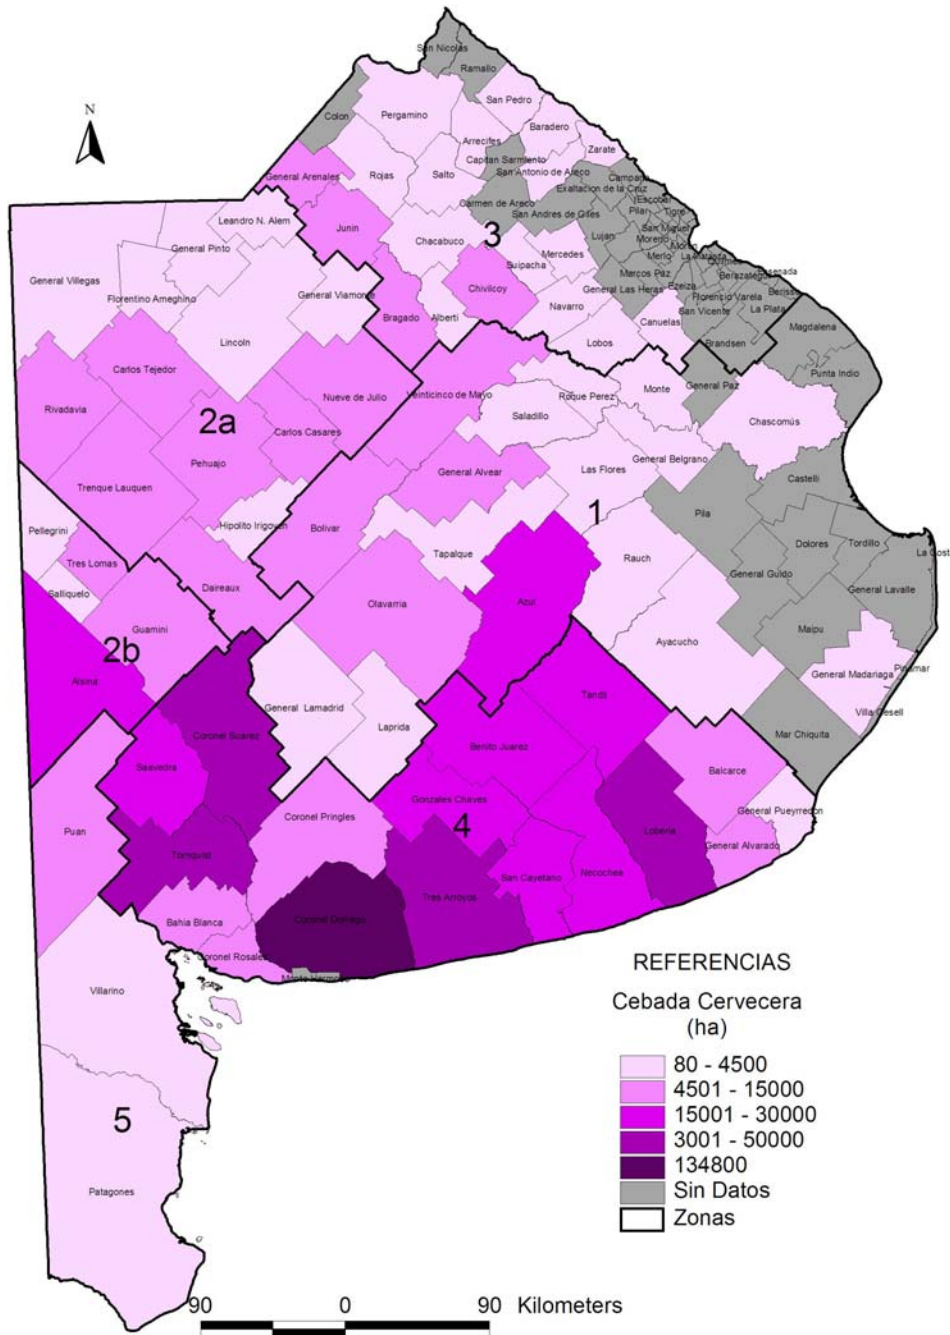 San Nicolas
Ramallo
Colon
Pergamino
San Pedro
Arrecifes
Baradero
Zarate
N
General Arenales
Rojas
Salto
Capitan Sarmiento
San Antonio de Areco
Campana
Exaltacion de la Cruz
Escobar
Carmen de Areco
San Andres de Giles
Pilar
Tigre
Leandro N. Alem
Junin
Chacabuco
3
Lujan
San Miguel
Moreno
Moron
General Pinto
Suipacha
Mercedes
Merlo
La Matanza
Quilmes
General Villegas
Florentino Ameghino
General Viamonte
Chivilcoy
Marcos Paz
General Las Heras
Ezeiza
Berazategui
Ensenada
Berisso
Florencio Varela
Bragado
Alberti
Navarro
Canuelas
San Vicente
La Plata
Lincoln
Lobos
Brandsen
Magdalena
Carlos Tejedor
Punta Indio
General Paz
Rivadavia
Nueve de Julio
Veinticinco de Mayo
Roque Perez
Monte
2a
Carlos Casares
Saladillo
Chascomús
Pehuajo
General Belgrano
Trenque Lauquen
General Alvear
Las Flores
Castelli
Pellegrini
Hipolito Irigoyen
Bolivar
1
Pila
Tres Lomas
Tapalque
Rauch
Dolores
Tordillo
La Cost
Salliquelo
Daireaux
General Guido
General Lavalle
Guamini
Olavarria
Azul
Maipu
2b
Ayacucho
Alsina
General Madariaga
Pinamar
General Lamadrid
Tandil
Villa Gesell
Coronel Suarez
Laprida
Mar Chiquita
Saavedra
Benito Juarez
Balcarce
Gonzales Chaves
General Pueyrredon
Puan
Coronel Pringles
4
Loberia
General Alvarado
Tornquist
San Cayetano
Necochea
Tres Arroyos
Bahia Blanca
Coronel Dorrego
Coronel Rosales
Monte Hermoso
Villarino
5
Patagones
REFERENCIAS
Cebada Cervecera
(ha)
80 - 4500
4501 - 15000
15001 - 30000
3001 - 50000
134800
Sin Datos
Zonas
90 0 90 Kilometers